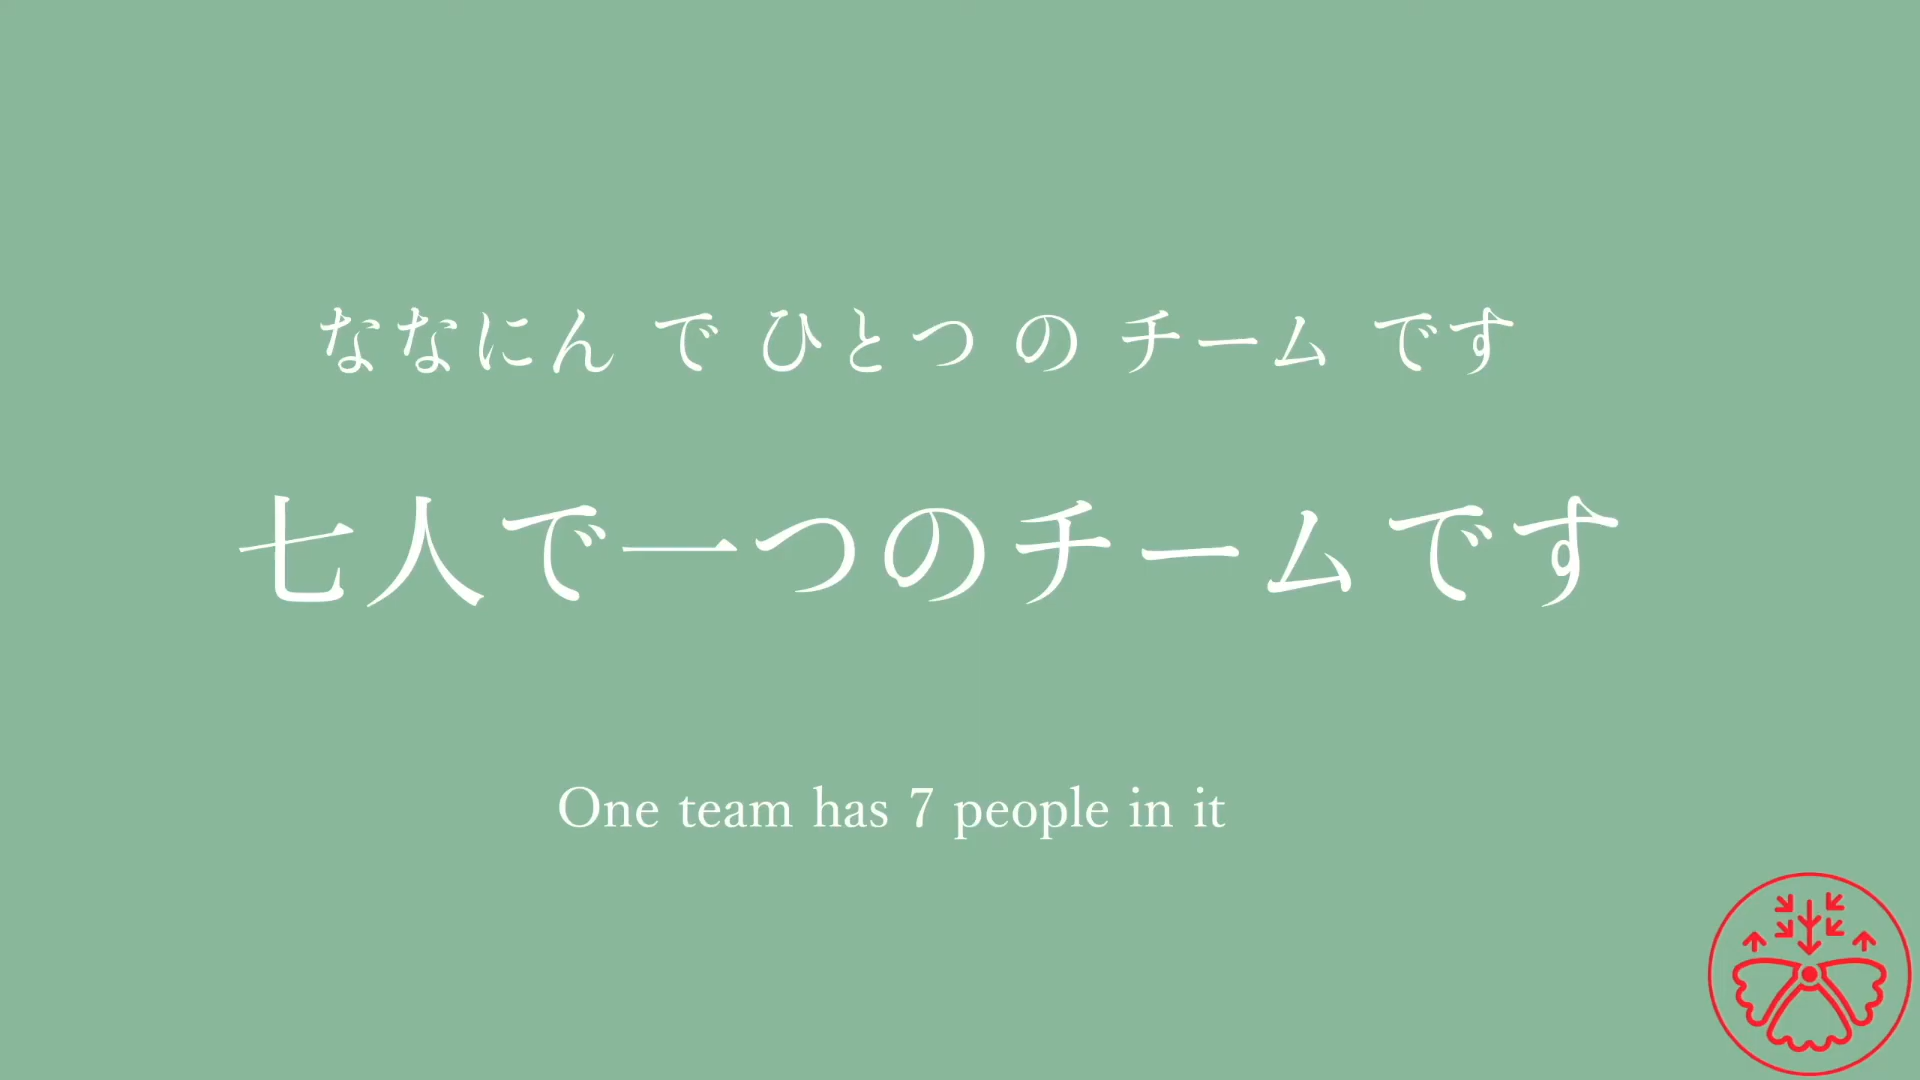 ななにん で ひとつ の チーム です
七人で一つのチームです
One team has 7 people in it